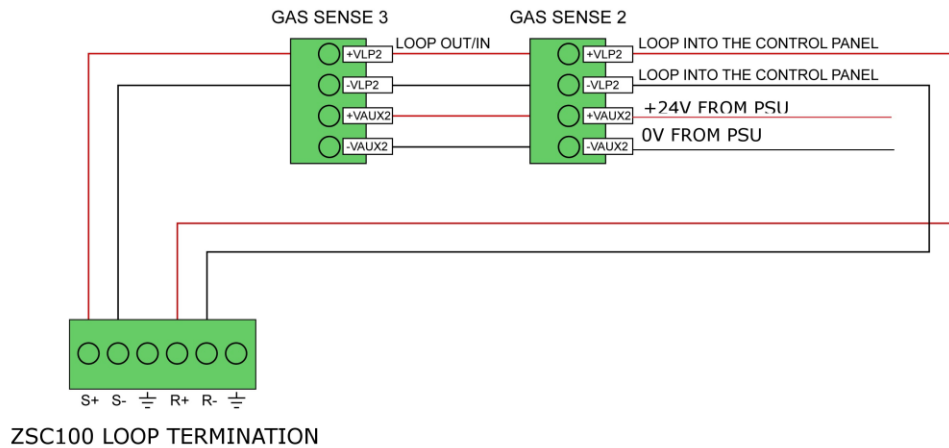 GAS SENSE 3
GAS SENSE 2
+VLP2
LOOP OUT/IN
+VLP2
LOOP INTO THE CONTROL PANEL
-VLP2
-VLP2
LOOP INTO THE CONTROL PANEL
+VAUX2
+VAUX2
+24V FROM PSU
-VAUX2
-VAUX2
0V FROM PSU
S+ S- R+ R-
ZSC100 LOOP TERMINATION